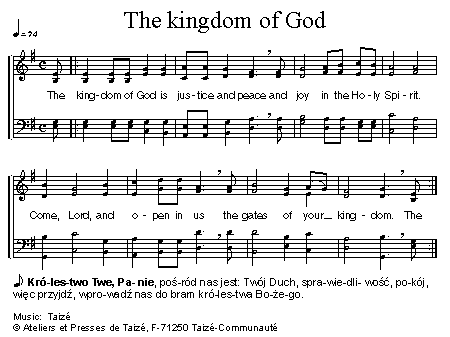 The kingdom of God
The king-dom of God is jus-tice and peace and joy in the Ho-ly Spi-rit.
Come, Lord, and o-pen in us the gates of your_ king-dom. The
Kró-les-two Twe, Pa-nie, poś-ród nas jest: Twój Duch, spra-wie-dli- wość, po-kój,
więc przyjdź, wpro-wadź nas do bram kró-les-twa Bo-że-go.
Music: Taizé
© Ateliers et Presses de Taizé, F-71250 Taizé-Communauté